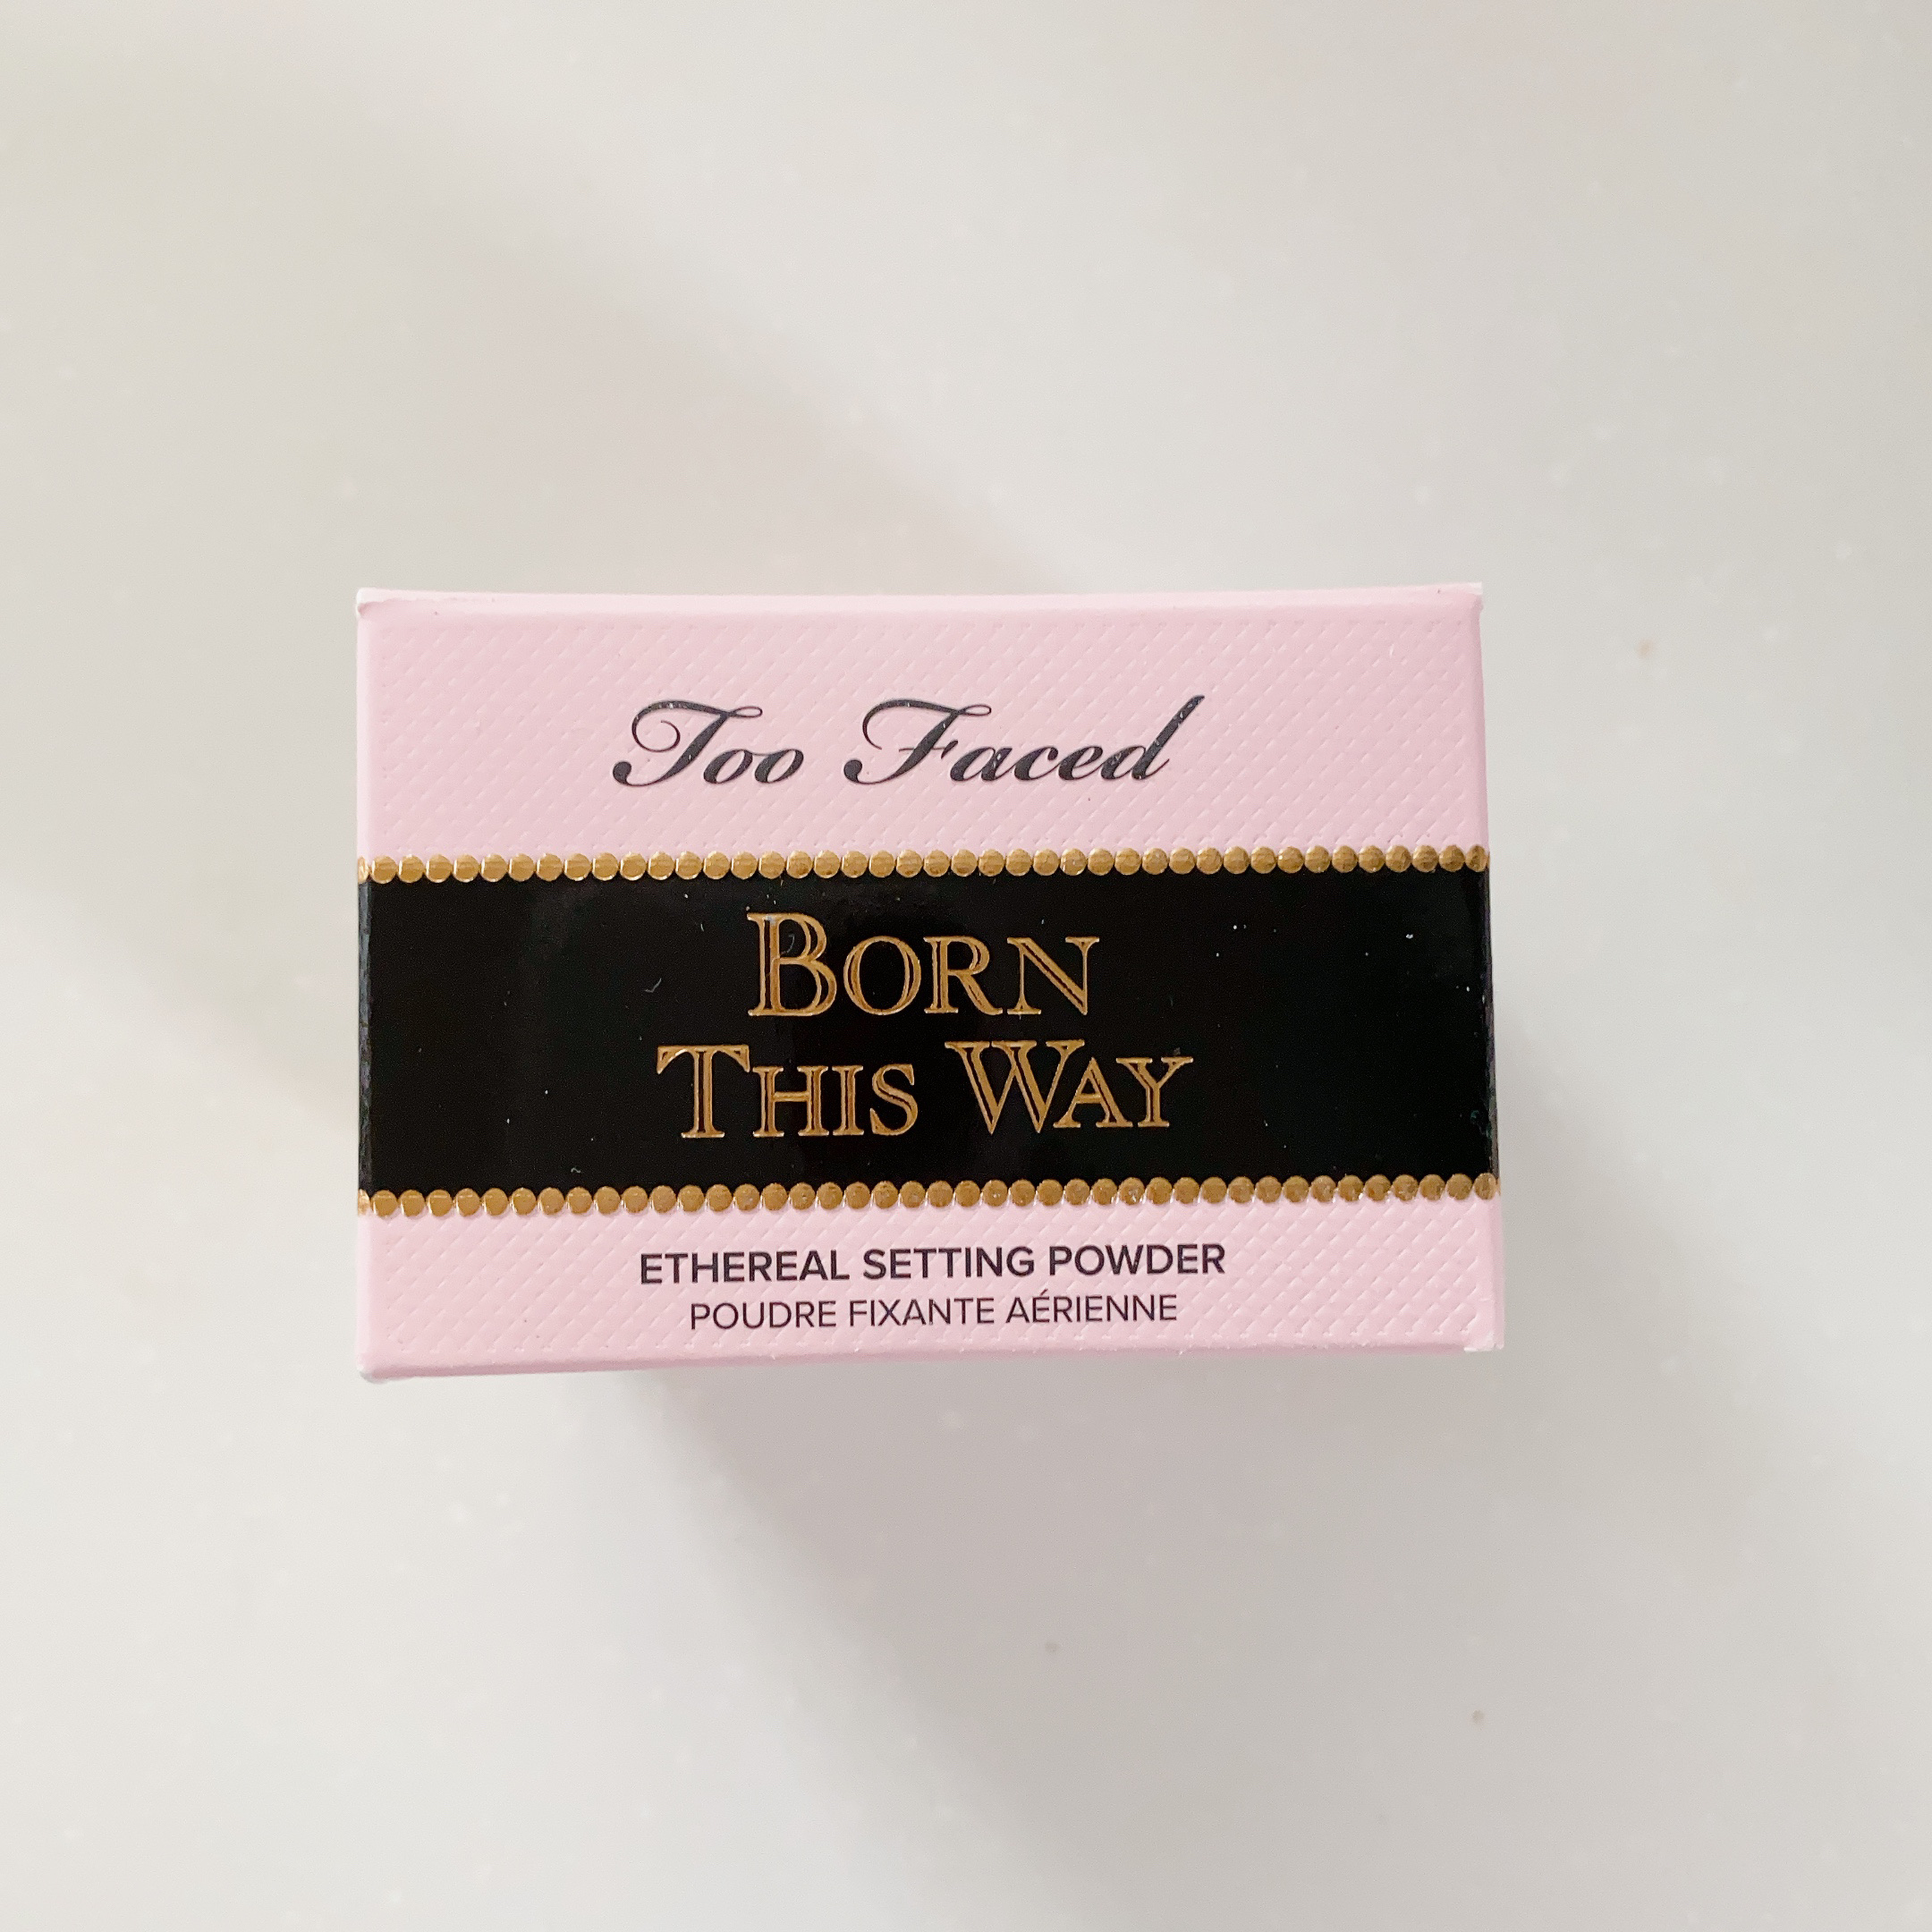 Too Faced
BORN
THIS WAY
ETHEREAL SETTING POWDER
POUDRE FIXANTE AÉRIENNE